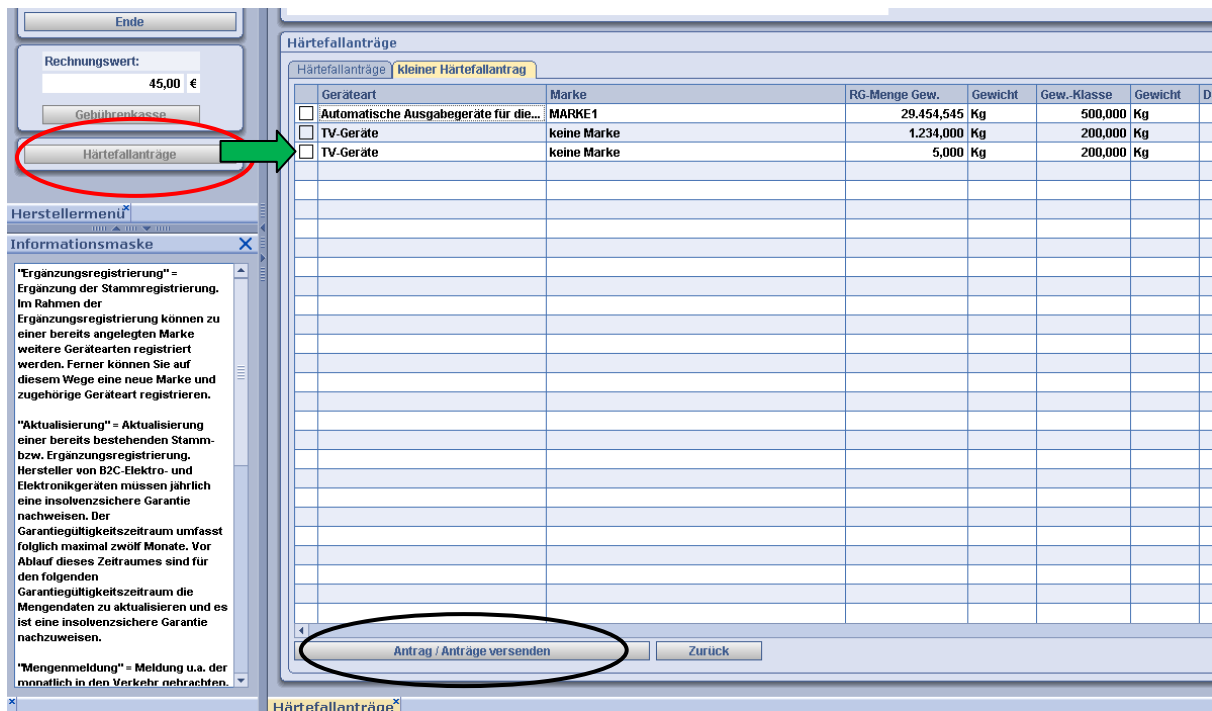 Ende
Rechnungswert:
45,00 €
Gebührenkasse
Härtefallanträge
Herstellermenü
Informationsmaske
"Ergänzungsregistrierung" =
Ergänzung der Stammregistrierung.
Im Rahmen der
Ergänzungsregistrierung können zu
einer bereits angelegten Marke
weitere Gerätearten registriert
werden. Ferner können Sie auf
diesem Wege eine neue Marke und
zugehörige Geräteart registrieren.
"Aktualisierung" = Aktualisierung
einer bereits bestehenden Stamm-
bzw. Ergänzungsregistrierung.
Hersteller von B2C-Elektro- und
Elektronikgeräten müssen jährlich
eine insolvenzsichere Garantie
nachweisen. Der
Garantiegültigkeitszeitraum umfasst
folglich maximal zwölf Monate. Vor
Ablauf dieses Zeitraumes sind für
den folgenden
Garantiegültigkeitszeitraum die
Mengendaten zu aktualisieren und es
ist eine insolvenzsichere Garantie
nachzuweisen.
"Mengenmeldung" = Meldung u.a. der
monatlich in den Verkehr gebrachten,
Härtefallanträge
Härtefallanträge kleiner Härtefallantrag
Geräteart Marke RG-Menge Gew. Gewicht Gew.-Klasse Gewicht D
Automatische Ausgabegeräte für die... MARKE1 29.454,545 Kg 500,000 Kg
TV-Geräte keine Marke 1.234,000 Kg 200,000 Kg
TV-Geräte keine Marke 5,000 Kg 200,000 Kg
Antrag / Anträge versenden Zurück
Härtefallanträge